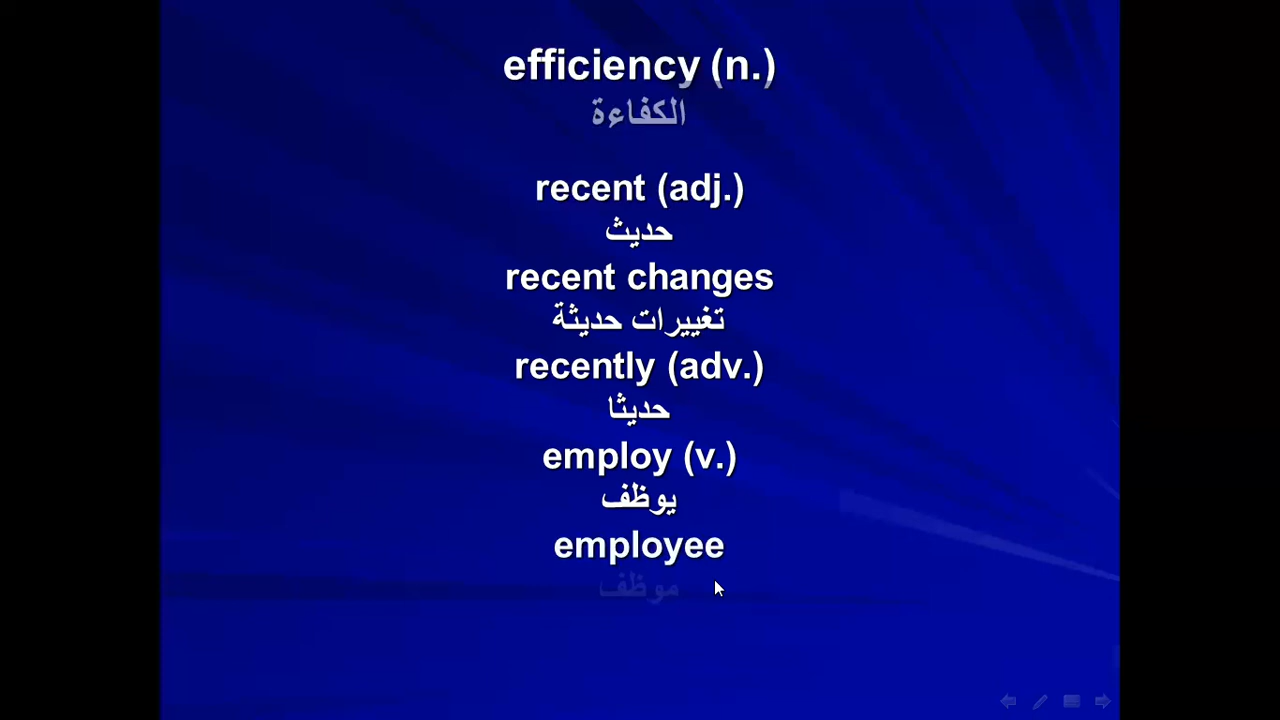 efficiency (n.)
الكفاءة
recent (adj.)
حديث
recent changes
تغييرات حديثة
recently (adv.)
حديثا
employ (v.)
يوظف
employee
موظف